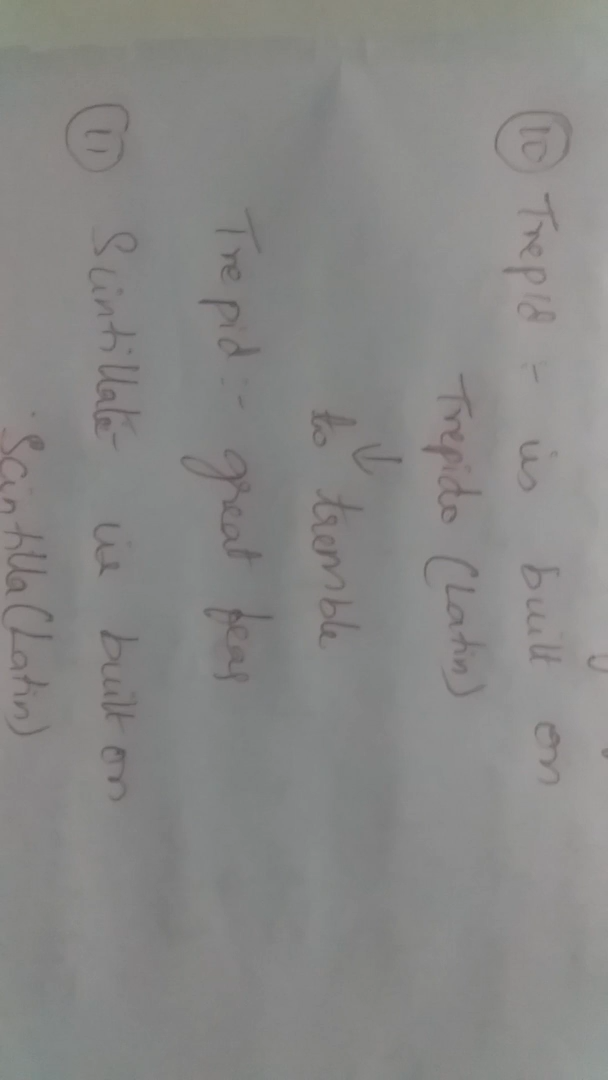 ⑩ Trepid :- is built on
Trepido (Latin)
↓
to tremble
Trepid :- great fear
⑪ Scintillate - is built on
Scintilla (Latin)